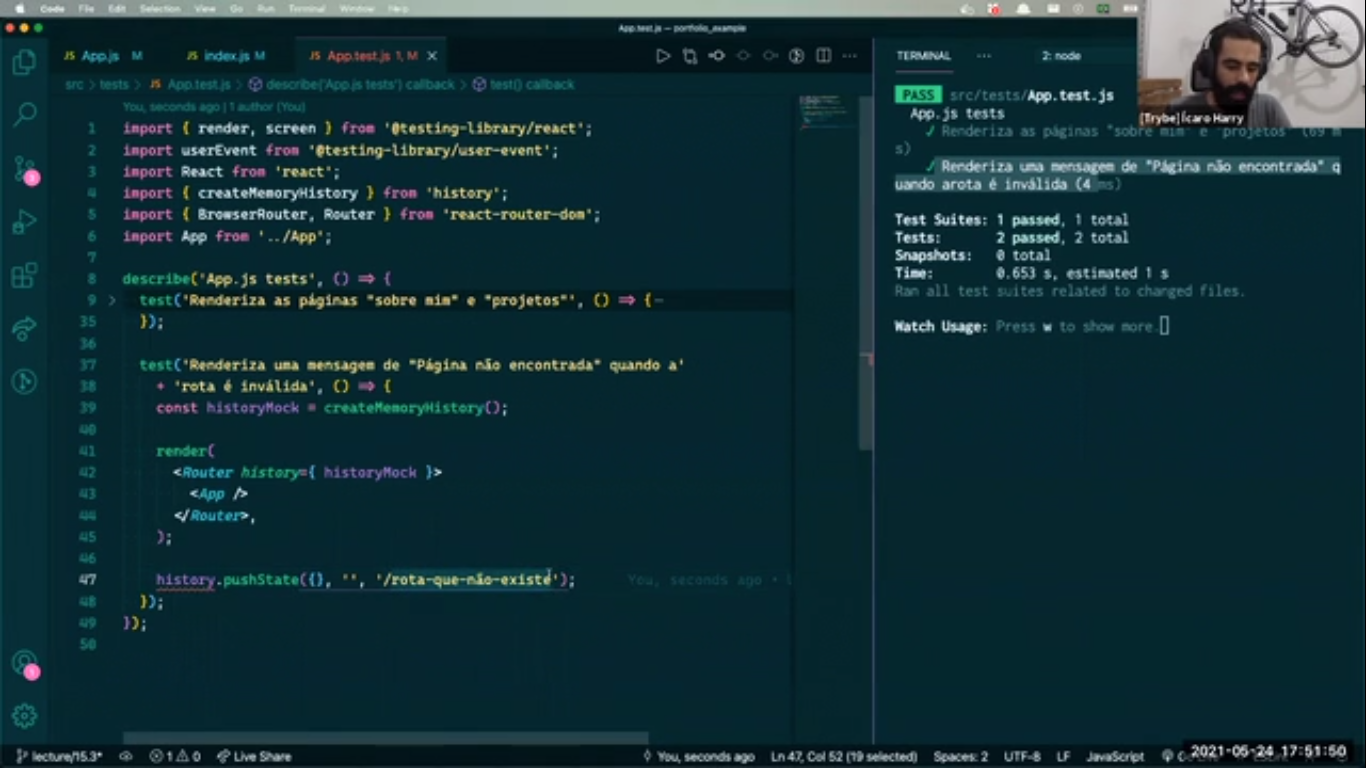 Code File Edit Selection View Go Run Terminal Window Help
App.test.js — portfolio_example
JS App.js M JS index.js M JS App.test.js 1, M
src > tests > JS App.test.js > describe('App.js tests') callback > test() callback
You, seconds ago | 1 author (You)
1 import { render, screen } from '@testing-library/react';
2 import userEvent from '@testing-library/user-event';
3 import React from 'react';
4 import { createMemoryHistory } from 'history';
5 import { BrowserRouter, Router } from 'react-router-dom';
6 import App from '../App';
7
8 describe('App.js tests', () => {
9 test('Renderiza as páginas "sobre mim" e "projetos"', () => {
35 });
36
37 test('Renderiza uma mensagem de "Página não encontrada" quando a'
38 + 'rota é inválida', () => {
39 const historyMock = createMemoryHistory();
40
41 render(
42 <Router history={ historyMock }>
43 <App />
44 </Router>,
45 );
46
47 history.pushState({}, '', '/rota-que-não-existe'); You, seconds ago •
48 });
49 });
50
TERMINAL ··· 2: node
PASS src/tests/App.test.js
App.js tests
✓ Renderiza as páginas "sobre mim" e "projetos" (69 m
s)
✓ Renderiza uma mensagem de "Página não encontrada" q
uando arota é inválida (4 ms)
Test Suites: 1 passed, 1 total
Tests: 2 passed, 2 total
Snapshots: 0 total
Time: 0.653 s, estimated 1 s
Ran all test suites related to changed files.
Watch Usage: Press w to show more.
[Trybe] Ícaro Harry
lecture/15.3* 1 0 Live Share You, seconds ago Ln 47, Col 52 (19 selected) Spaces: 2 UTF-8 LF JavaScript
2021-05-24 17:51:50